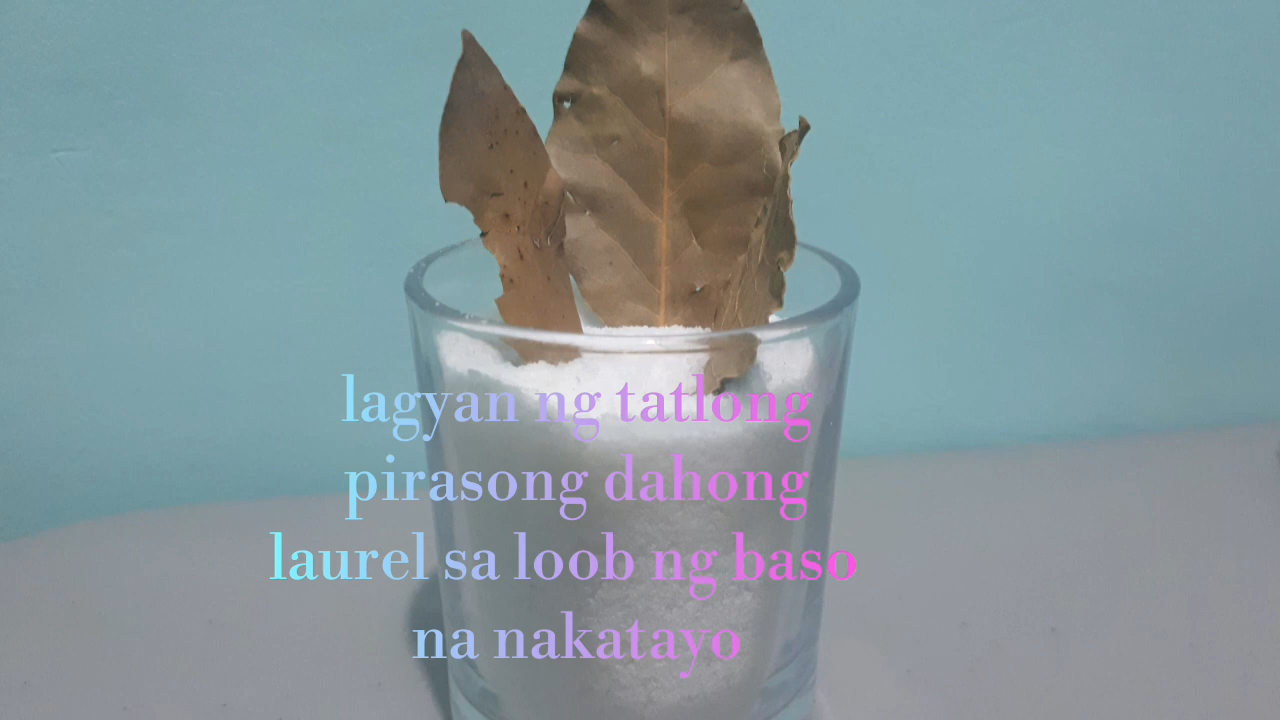 lagyan ng tatlong
pirasong dahong
laurel sa loob ng baso
na nakatayo